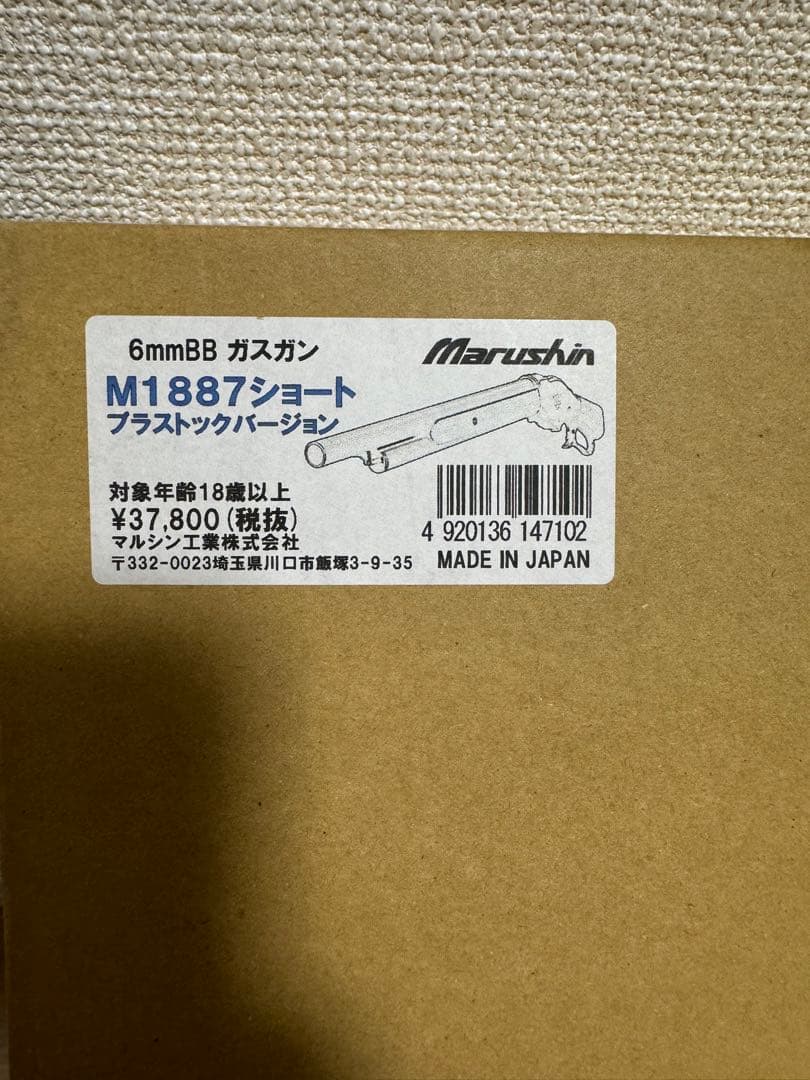 6mmBB ガスガン
Marushin
M1887ショート
プラストックバージョン
対象年齢18歳以上
¥37,800(税抜)
マルシン工業株式会社
〒332-0023埼玉県川口市飯塚3-9-35
4 920136 147102
MADE IN JAPAN